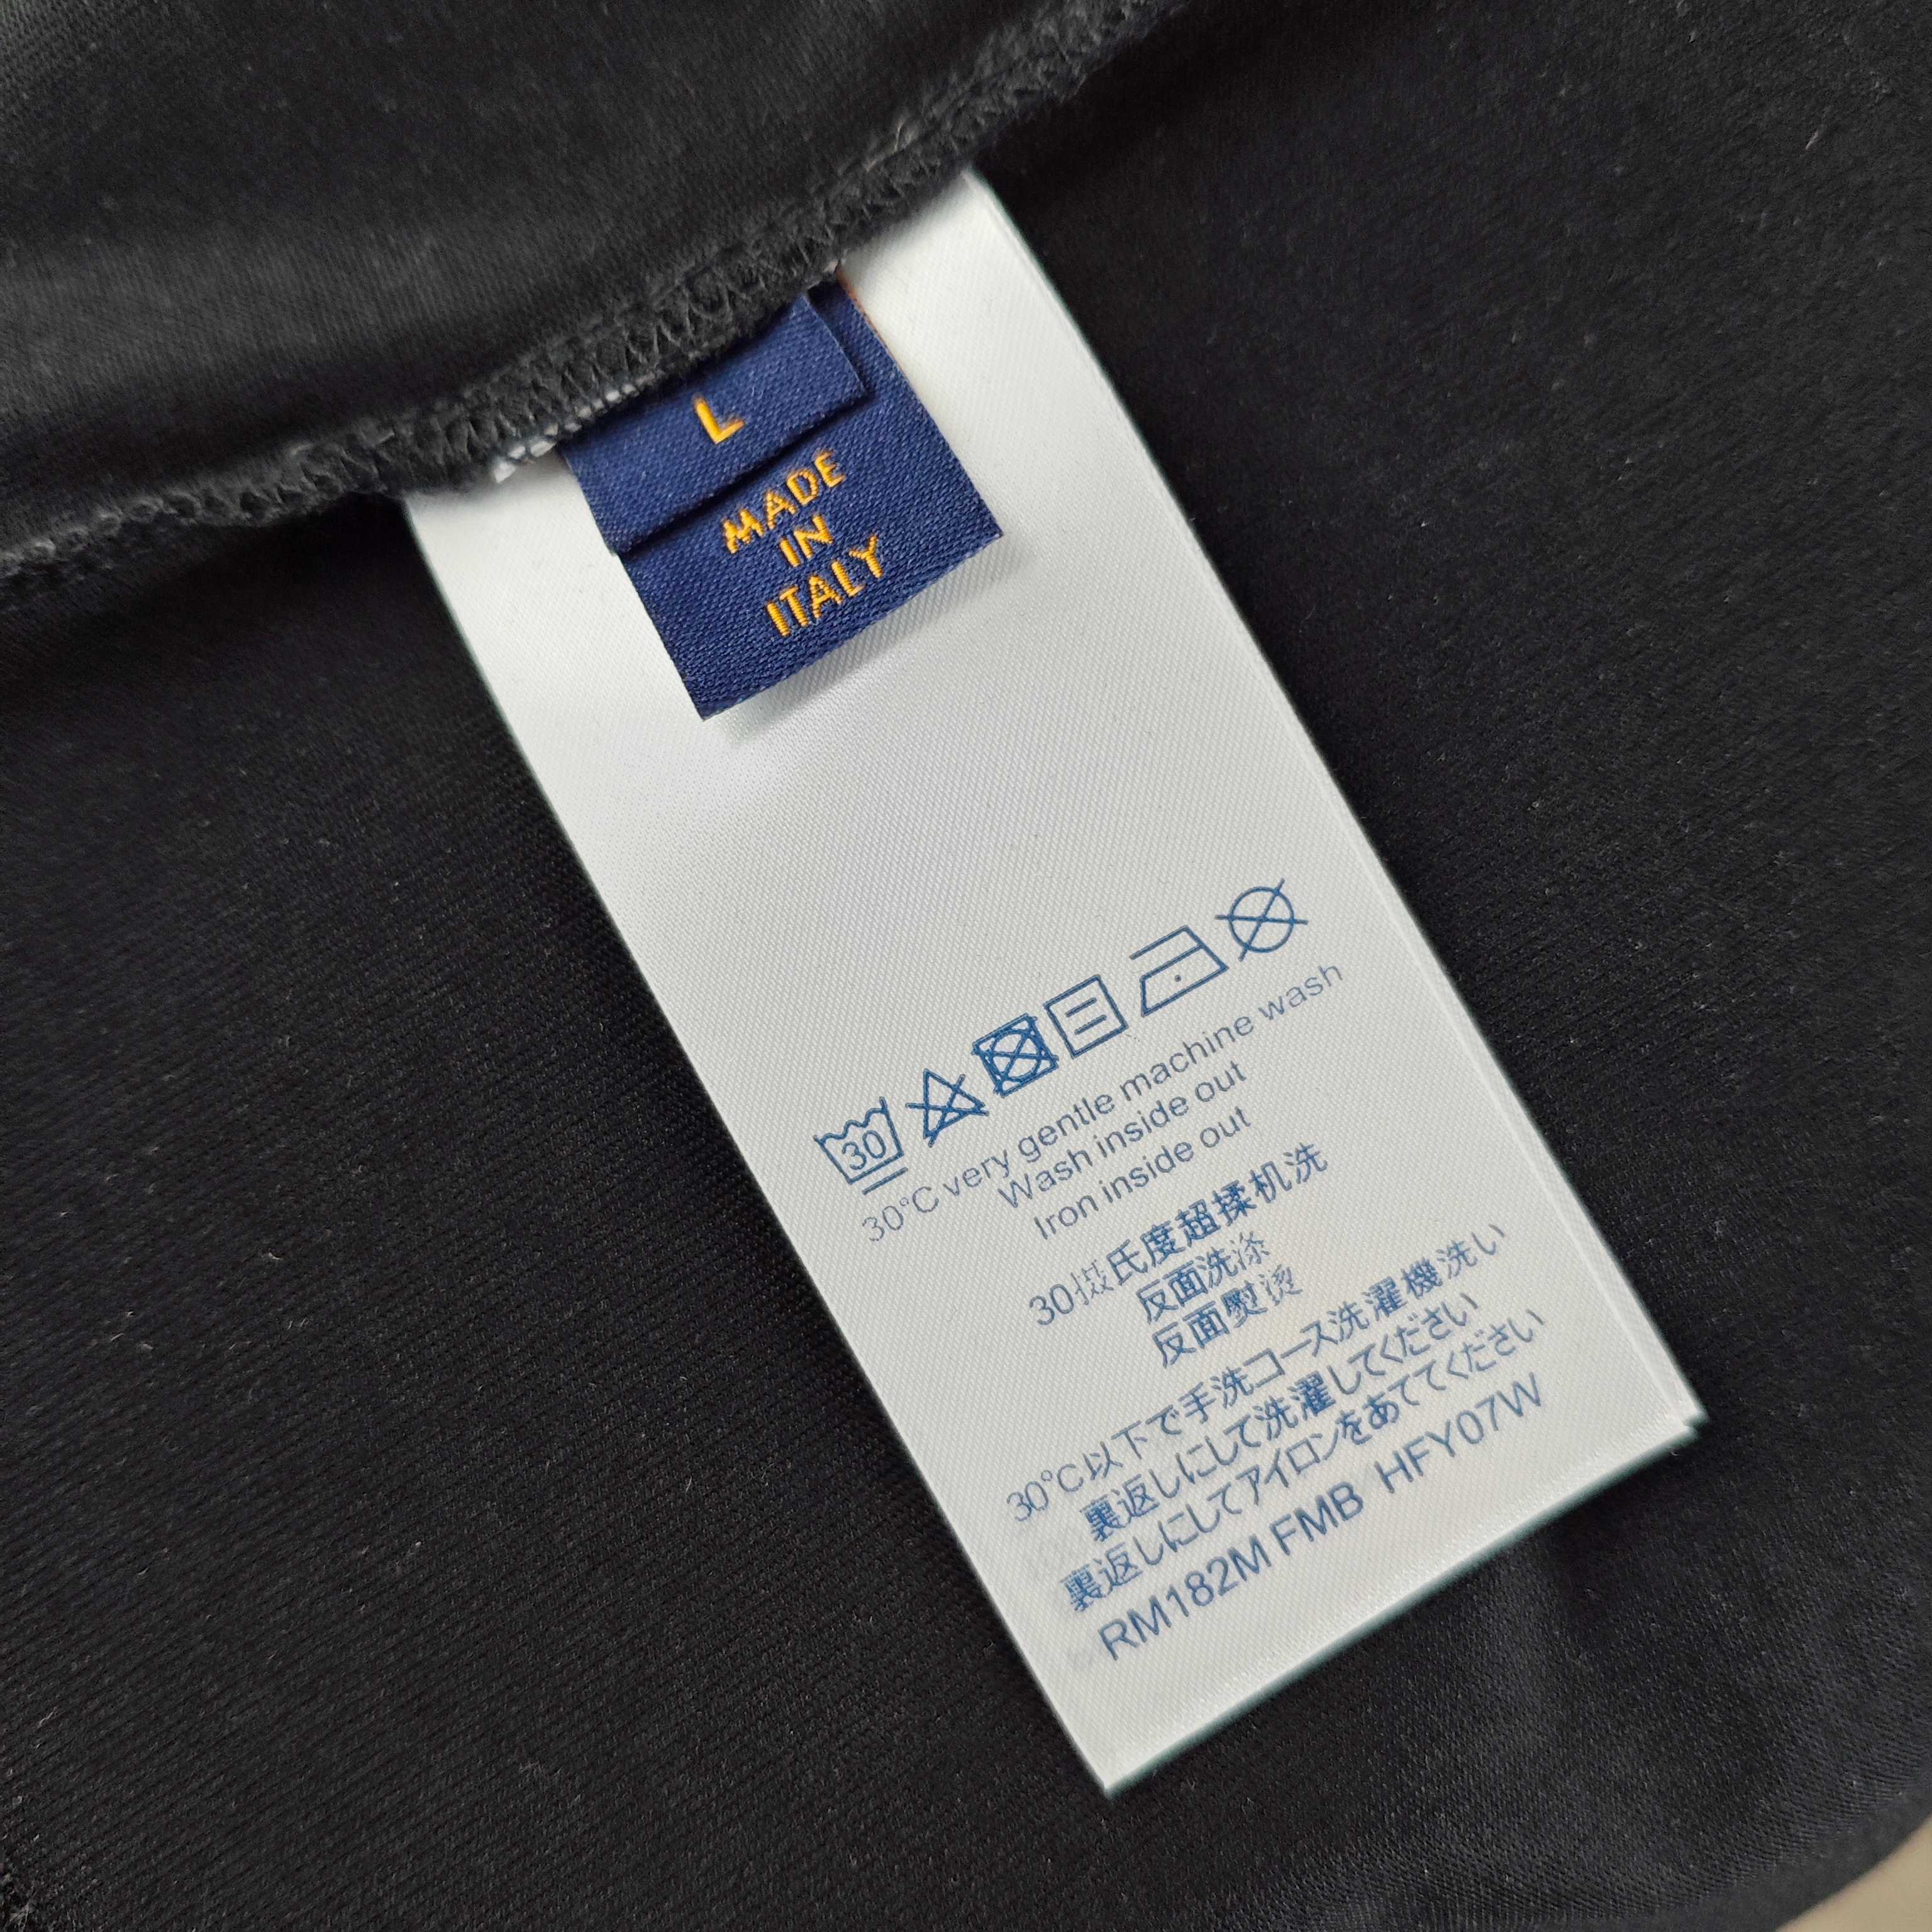 L
MADE
IN
ITALY
30
30°C very gentle machine wash
Wash inside out
Iron inside out
30摄氏度超揉机洗
反面洗涤
反面熨烫
30°C以下で手洗コース洗濯機洗い
裏返しにして洗濯してください
裏返しにしてアイロンをあててください
RM182M FMB HFY07W